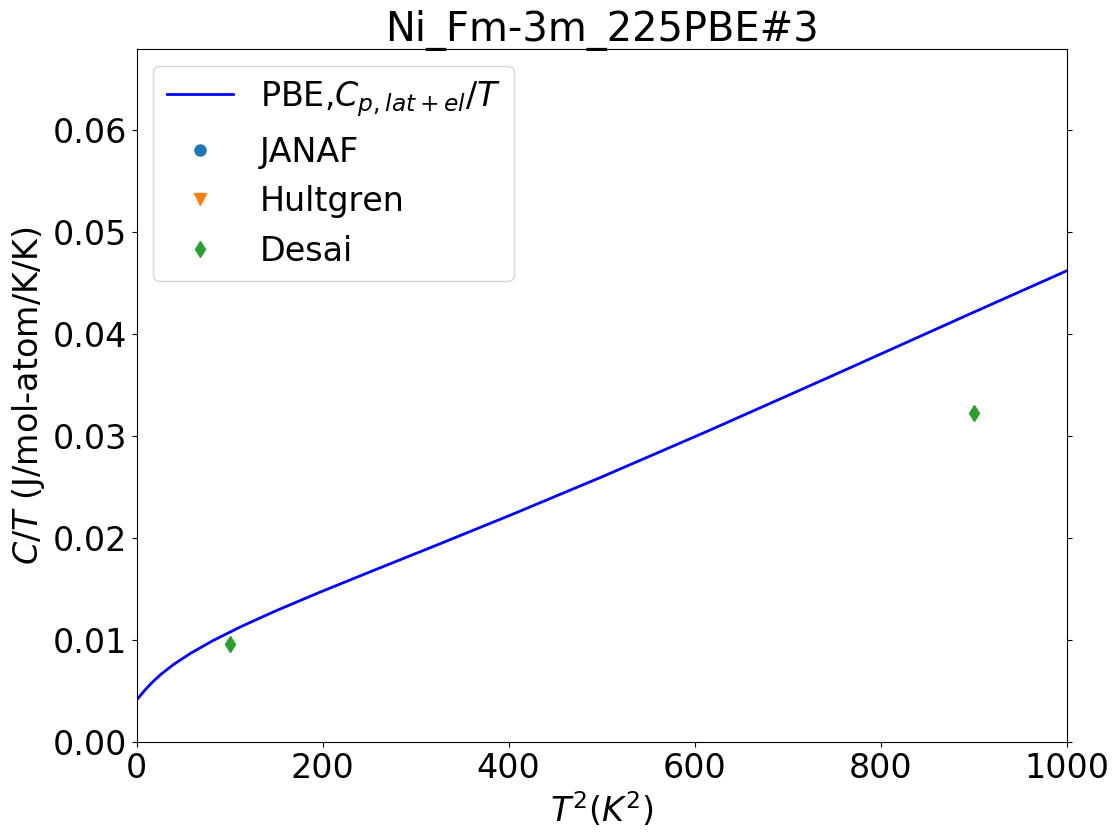 Ni_Fm-3m_225PBE#3
PBE,$C_{p,lat+el}/T$
JANAF
Hultgren
Desai
0.06
0.05
0.04
0.03
0.02
0.01
0.00
C/T (J/mol-atom/K/K)
0 200 400 600 800 1000
$T^2(K^2)$